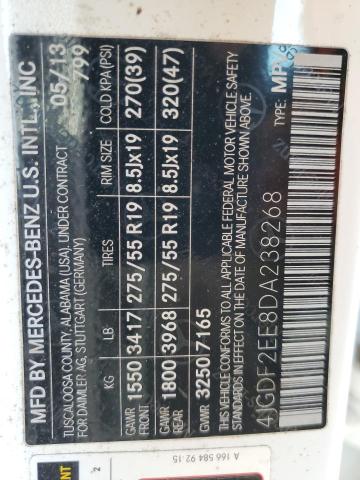 MFD BY MERCEDES-BENZ U.S. INTL., INC 05/13
TUSCALOOSA COUNTY, ALABAMA (USA), UNDER CONTRACT 799
FOR DAIMLER AG, STUTTGART(GERMANY)
KG LB TIRES RIM SIZE COLD KPA(PSI)
GAWR FRONT 1550 3417 275/55 R19 8.5Jx19 270(39)
GAWR REAR 1800 3968 275/55 R19 8.5Jx19 320(47)
GVWR 3250 7165
THIS VEHICLE CONFORMS TO ALL APPLICABLE FEDERAL MOTOR VEHICLE SAFETY
STANDARDS IN EFFECT ON THE DATE OF MANUFACTURE SHOWN ABOVE.
4JGDF2EE8DA238268 TYPE: MPV
A 166 584 92 15
2